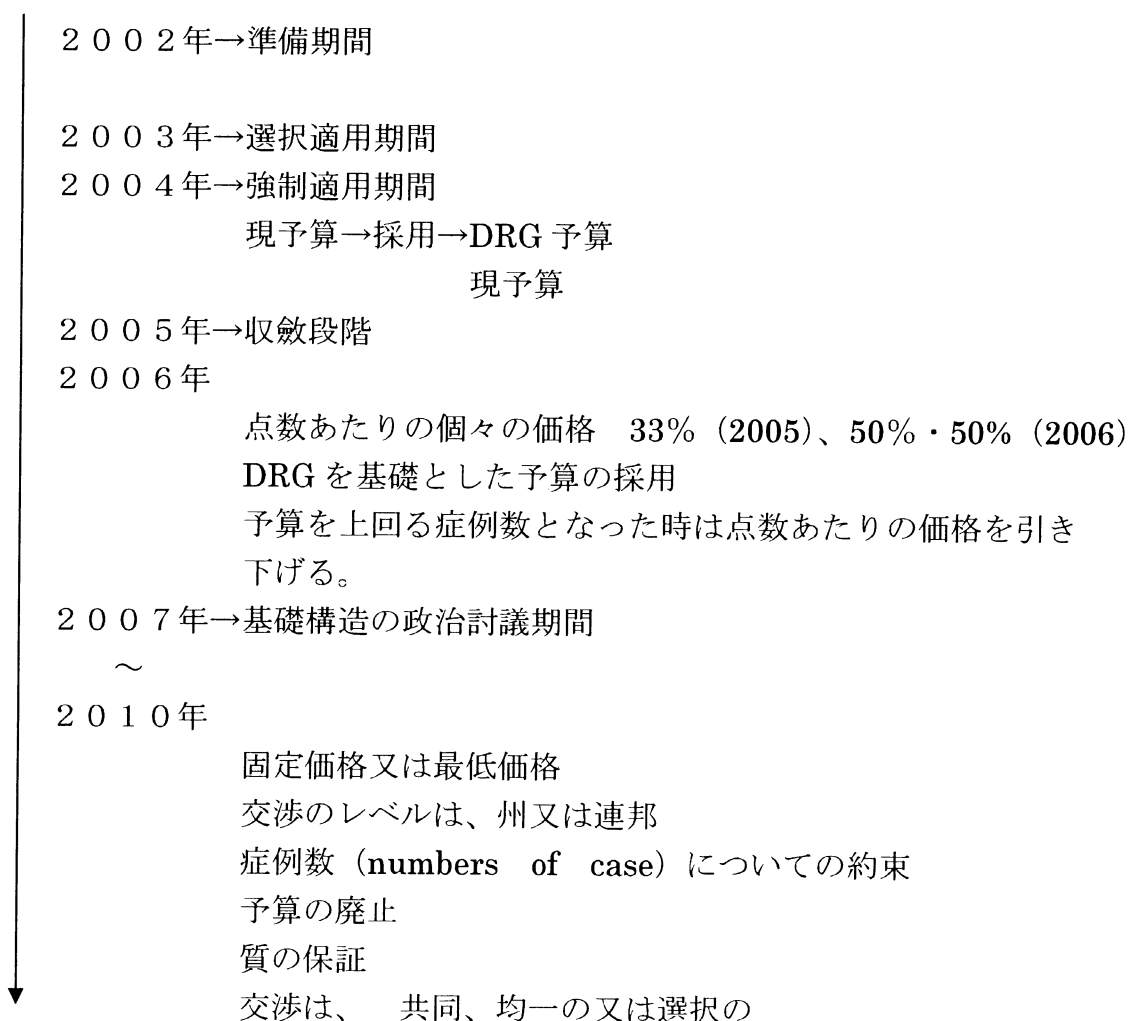 ２００２年→準備期間
２００３年→選択適用期間
２００４年→強制適用期間
現予算→採用→DRG 予算
現予算
２００５年→収斂段階
２００６年
点数あたりの個々の価格　33％（2005）、50％・50%（2006）
DRG を基礎とした予算の採用
予算を上回る症例数となった時は点数あたりの価格を引き
下げる。
２００７年→基礎構造の政治討議期間
～
２０１０年
固定価格又は最低価格
交渉のレベルは、州又は連邦
症例数（numbers　of　case）についての約束
予算の廃止
質の保証
交渉は、　共同、均一の又は選択の